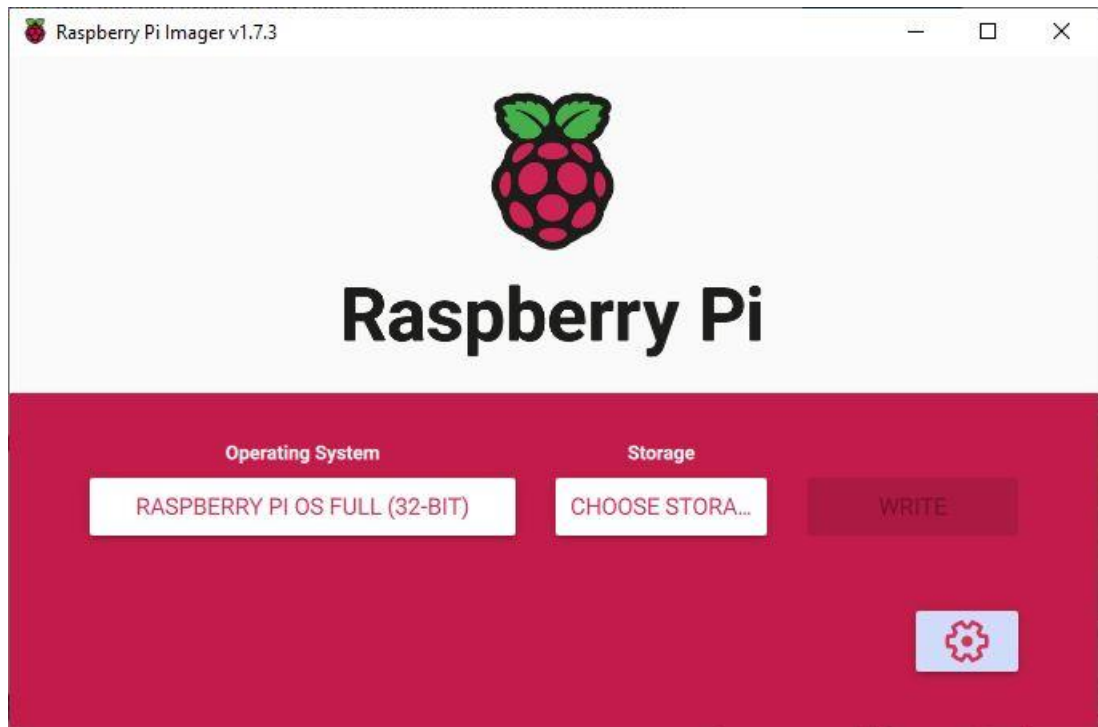 Raspberry Pi Imager v1.7.3
Raspberry Pi
Operating System
Storage
RASPBERRY PI OS FULL (32-BIT)
CHOOSE STORA...
WRITE